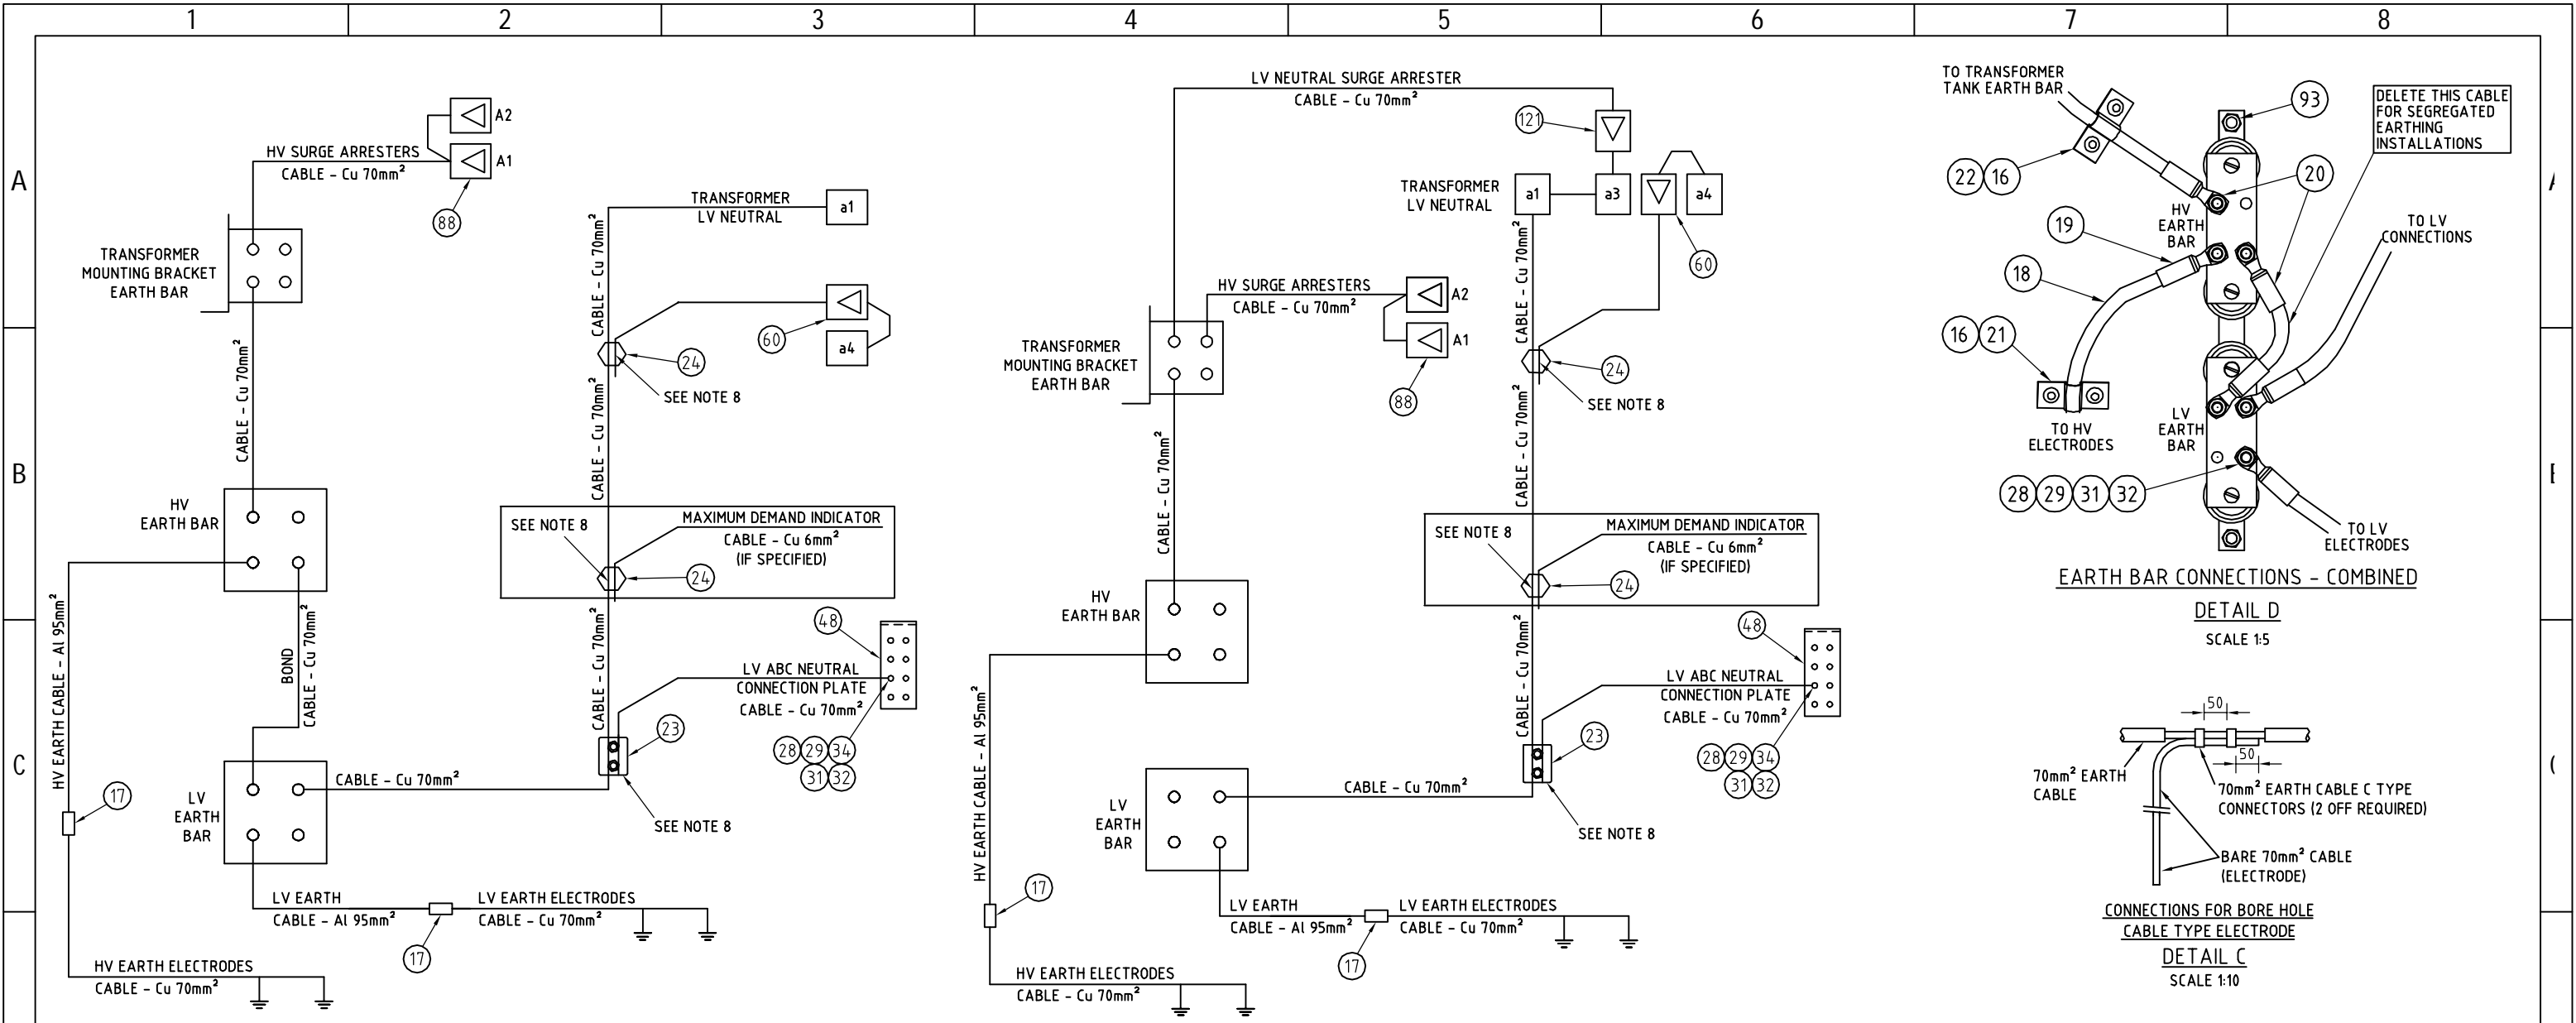 1 2 3 4 5 6 7 8
A
B
C
A2
A1
HV SURGE ARRESTERS
CABLE - Cu 70mm²
88
TRANSFORMER
MOUNTING BRACKET
EARTH BAR
CABLE - Cu 70mm²
HV
EARTH BAR
HV EARTH CABLE - Al 95mm²
BOND
CABLE - Cu 70mm²
17
LV
EARTH
BAR
CABLE - Cu 70mm²
LV EARTH
CABLE - Al 95mm²
17
LV EARTH ELECTRODES
CABLE - Cu 70mm²
HV EARTH ELECTRODES
CABLE - Cu 70mm²
TRANSFORMER
LV NEUTRAL
a1
CABLE - Cu 70mm²
60
a4
24
SEE NOTE 8
CABLE - Cu 70mm²
SEE NOTE 8
MAXIMUM DEMAND INDICATOR
CABLE - Cu 6mm²
(IF SPECIFIED)
24
CABLE - Cu 70mm²
48
LV ABC NEUTRAL
CONNECTION PLATE
CABLE - Cu 70mm²
23
28 29 34
31 32
SEE NOTE 8
LV NEUTRAL SURGE ARRESTER
CABLE - Cu 70mm²
121
TRANSFORMER
LV NEUTRAL
a1
a3
a4
60
HV SURGE ARRESTERS
CABLE - Cu 70mm²
A2
A1
88
TRANSFORMER
MOUNTING BRACKET
EARTH BAR
CABLE - Cu 70mm²
CABLE - Cu 70mm²
24
SEE NOTE 8
CABLE - Cu 70mm²
HV
EARTH BAR
SEE NOTE 8
MAXIMUM DEMAND INDICATOR
CABLE - Cu 6mm²
(IF SPECIFIED)
24
CABLE - Cu 70mm²
48
LV ABC NEUTRAL
CONNECTION PLATE
CABLE - Cu 70mm²
23
28 29 34
31 32
SEE NOTE 8
HV EARTH CABLE - Al 95mm²
17
LV
EARTH
BAR
CABLE - Cu 70mm²
LV EARTH
CABLE - Al 95mm²
17
LV EARTH ELECTRODES
CABLE - Cu 70mm²
HV EARTH ELECTRODES
CABLE - Cu 70mm²
TO TRANSFORMER
TANK EARTH BAR
93
DELETE THIS CABLE
FOR SEGREGATED
EARTHING
INSTALLATIONS
22 16
20
HV
EARTH
BAR
19
TO LV
CONNECTIONS
18
16 21
TO HV
ELECTRODES
LV
EARTH
BAR
28 29 31 32
TO LV
ELECTRODES
EARTH BAR CONNECTIONS - COMBINED
DETAIL D
SCALE 1:5
50
50
70mm² EARTH
CABLE
70mm² EARTH CABLE C TYPE
CONNECTORS (2 OFF REQUIRED)
BARE 70mm² CABLE
(ELECTRODE)
CONNECTIONS FOR BORE HOLE
CABLE TYPE ELECTRODE
DETAIL C
SCALE 1:10